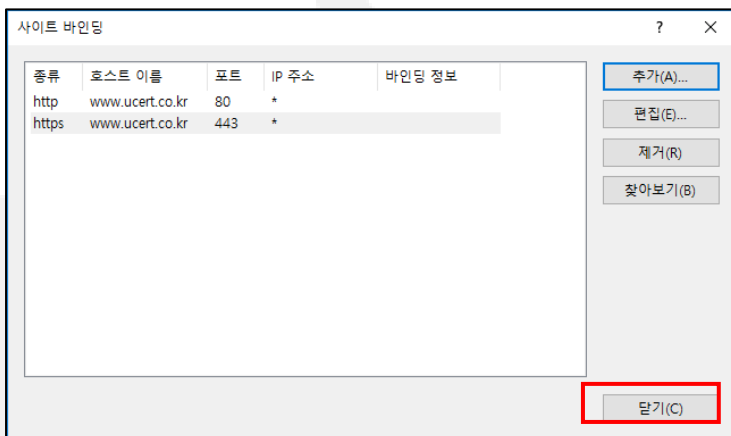 사이트 바인딩 ? ×
종류 호스트 이름 포트 IP 주소 바인딩 정보
http www.ucert.co.kr 80 *
https www.ucert.co.kr 443 *
추가(A)...
편집(E)...
제거(R)
찾아보기(B)
닫기(C)